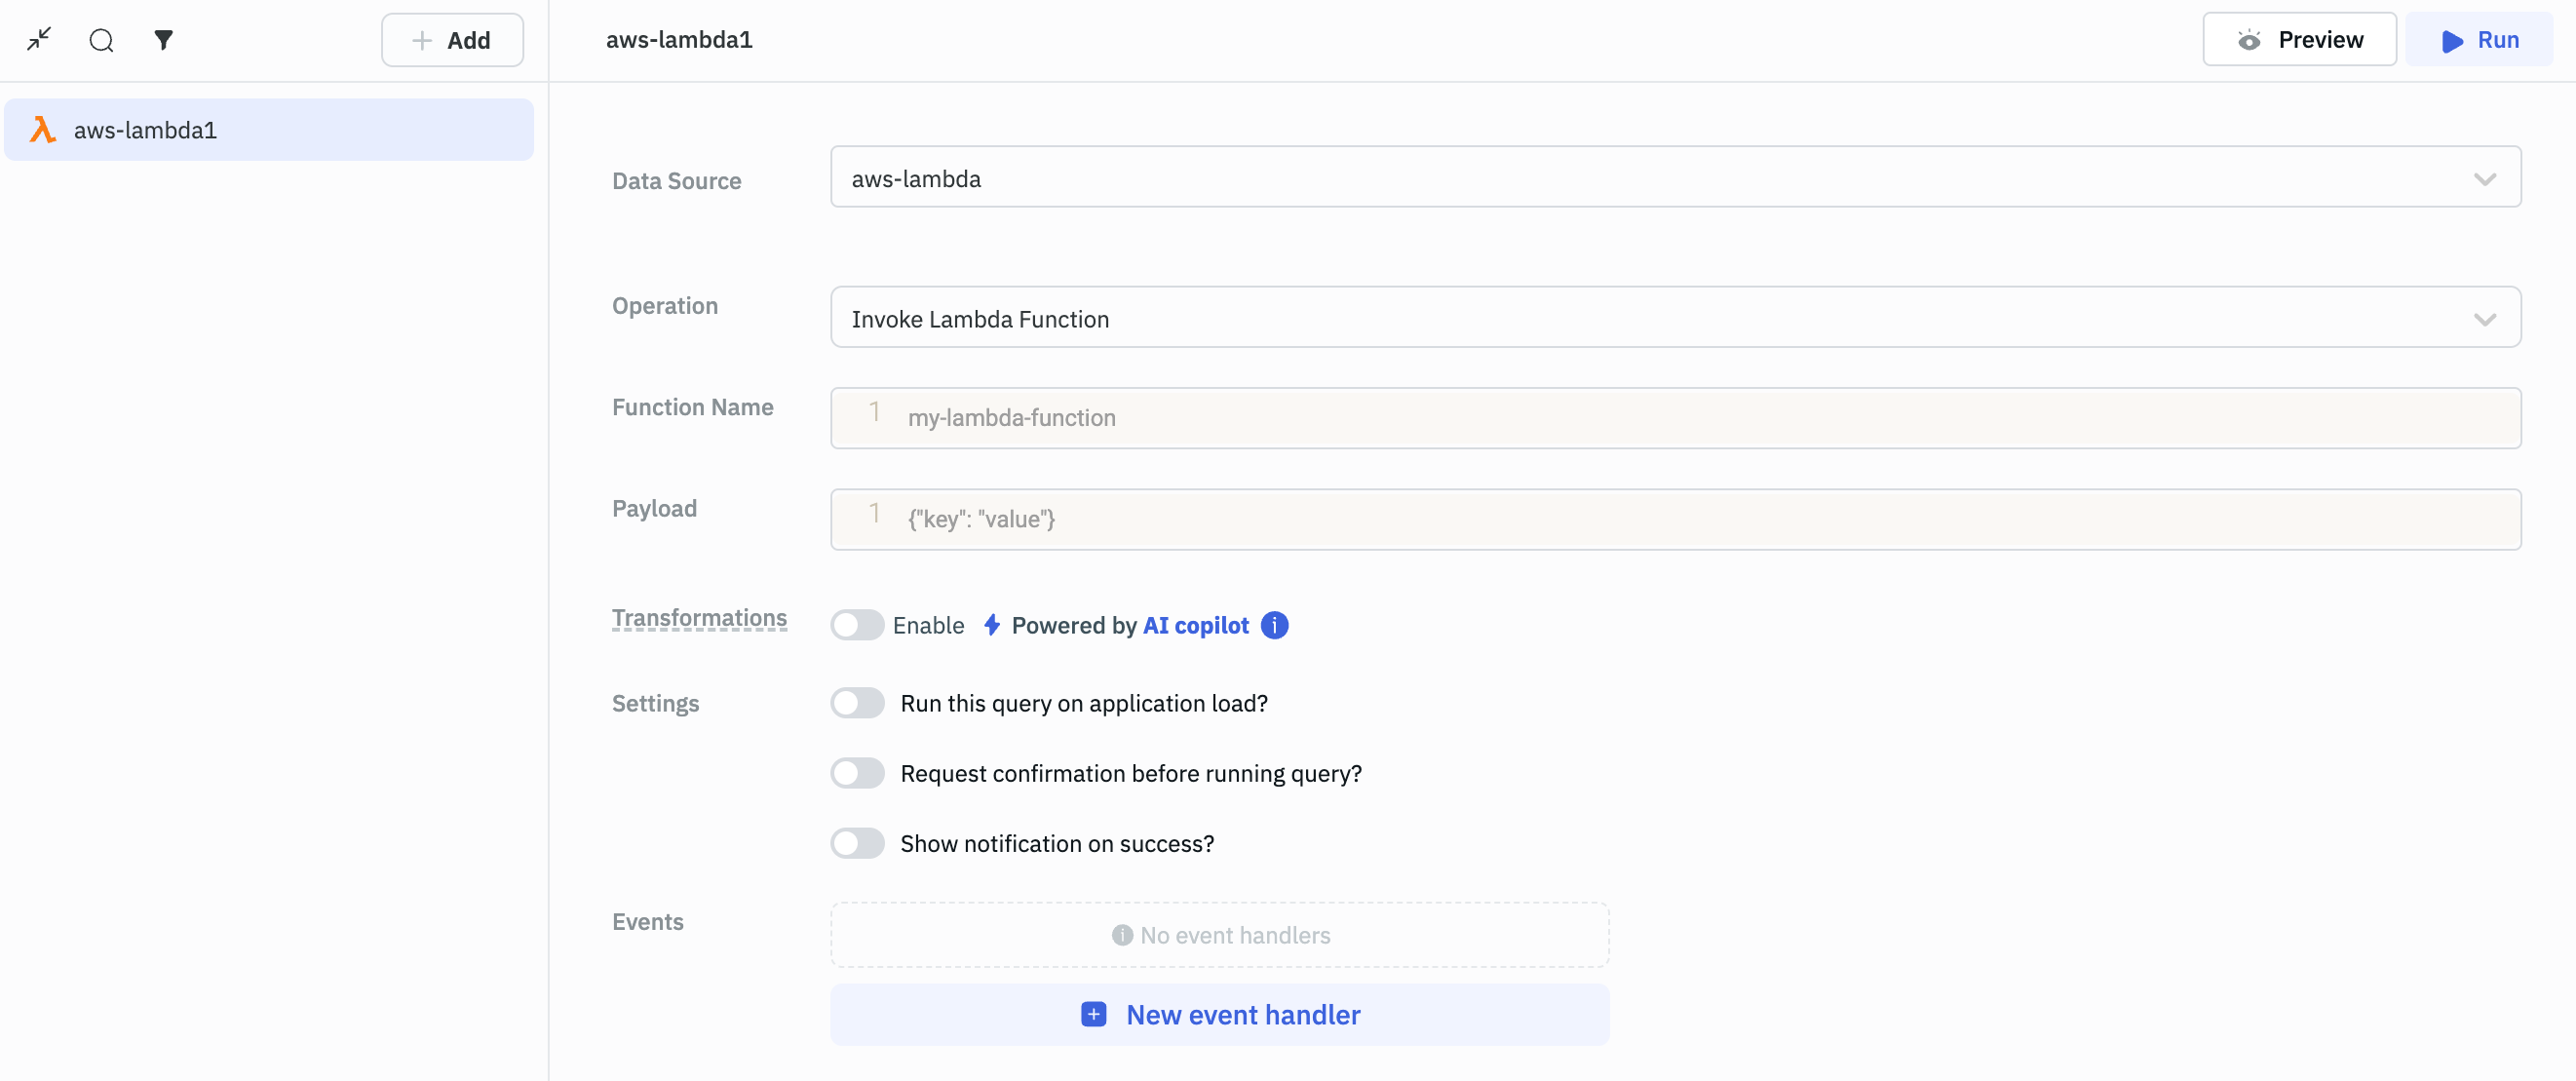 Add
aws-lambda1
Preview
Run
aws-lambda1
Data Source
aws-lambda
Operation
Invoke Lambda Function
Function Name
1 my-lambda-function
Payload
1 {"key": "value"}
Transformations
Enable Powered by AI copilot
Settings
Run this query on application load?
Request confirmation before running query?
Show notification on success?
Events
No event handlers
New event handler